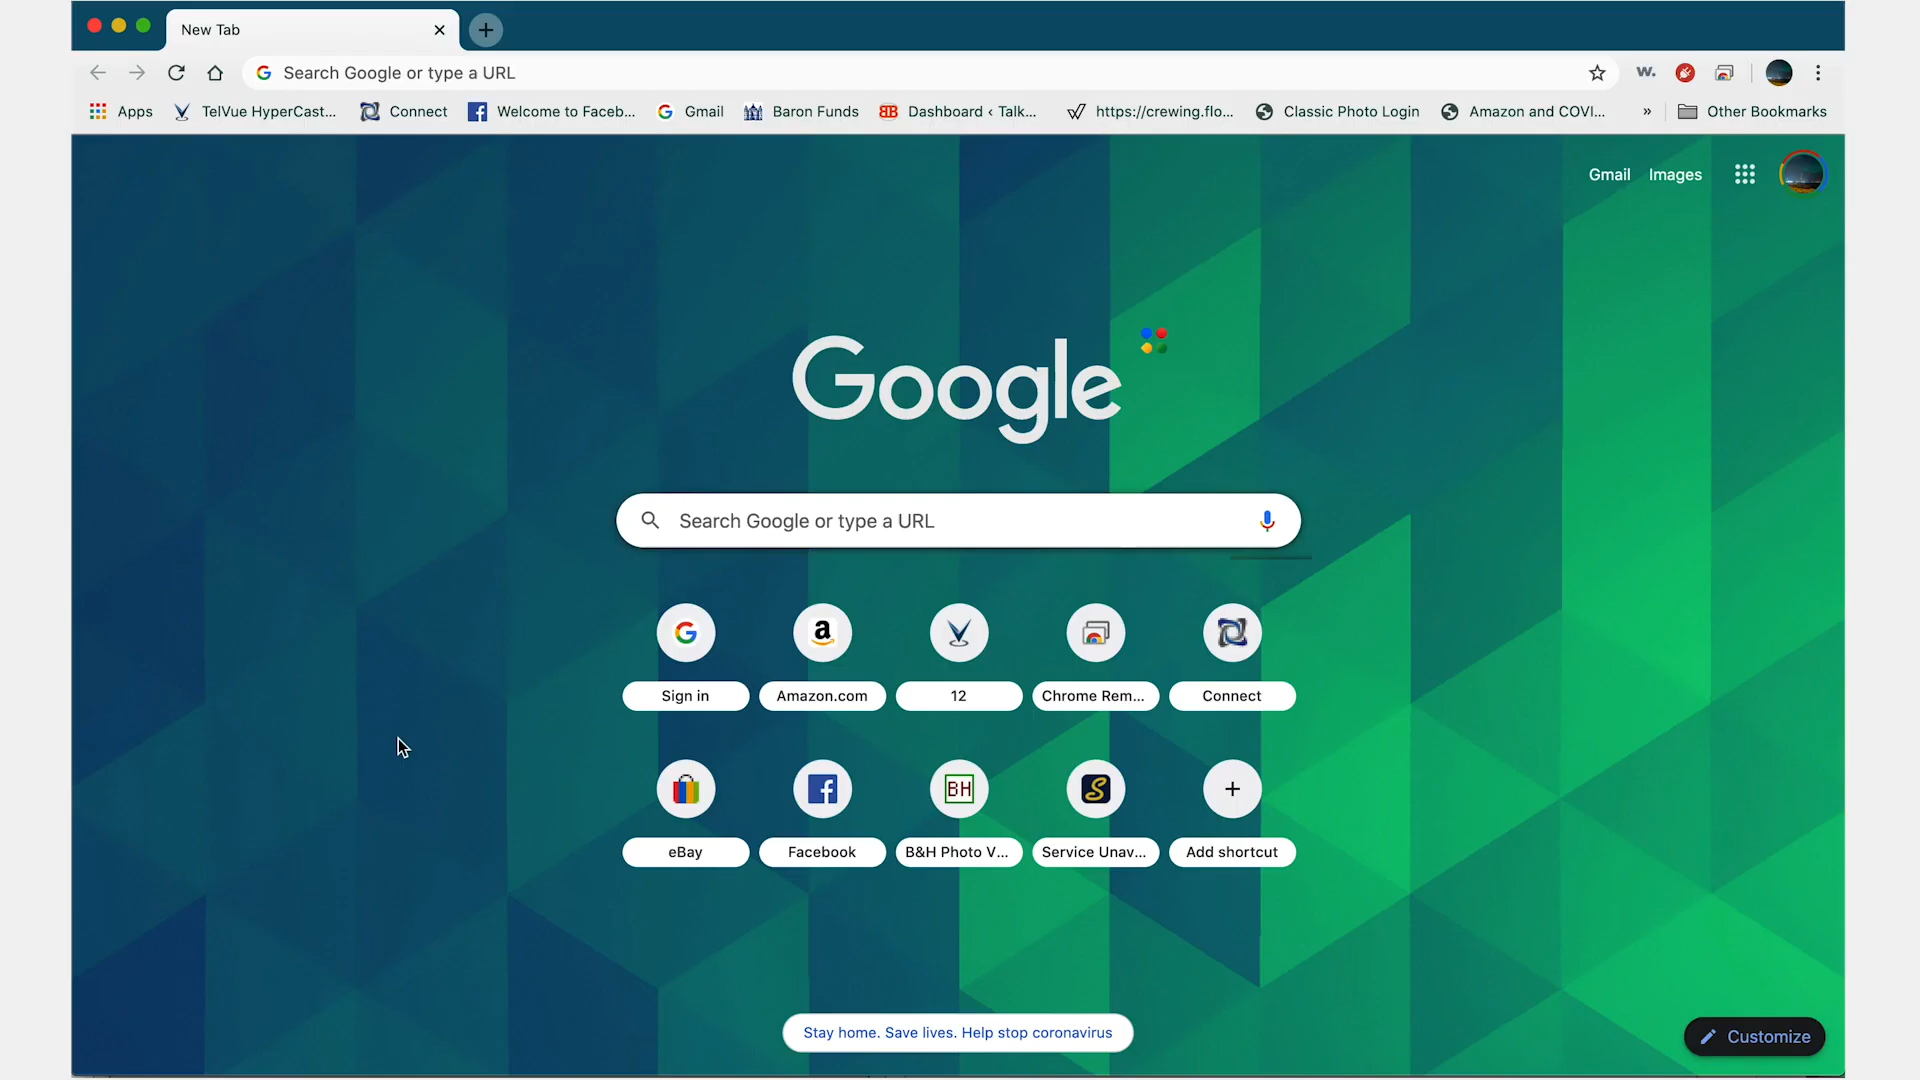 New Tab
Search Google or type a URL
W.
Apps TelVue HyperCast... Connect Welcome to Faceb... Gmail Baron Funds BB Dashboard ‹ Talk... https://crewing.flo... Classic Photo Login Amazon and COVI... » Other Bookmarks
Gmail Images
Google
Search Google or type a URL
Sign in Amazon.com 12 Chrome Rem... Connect
BH
eBay Facebook B&H Photo V... Service Unav... Add shortcut
Stay home. Save lives. Help stop coronavirus
Customize